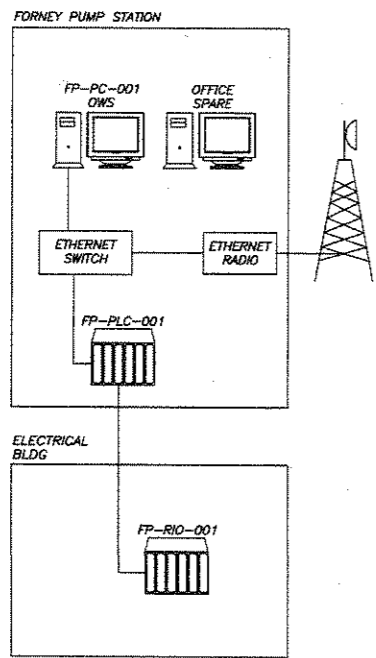 FORNEY PUMP STATION
FP-PC-001
OWS
OFFICE
SPARE
ETHERNET
SWITCH
ETHERNET
RADIO
FP-PLC-001
ELECTRICAL
BLDG
FP-RIO-001